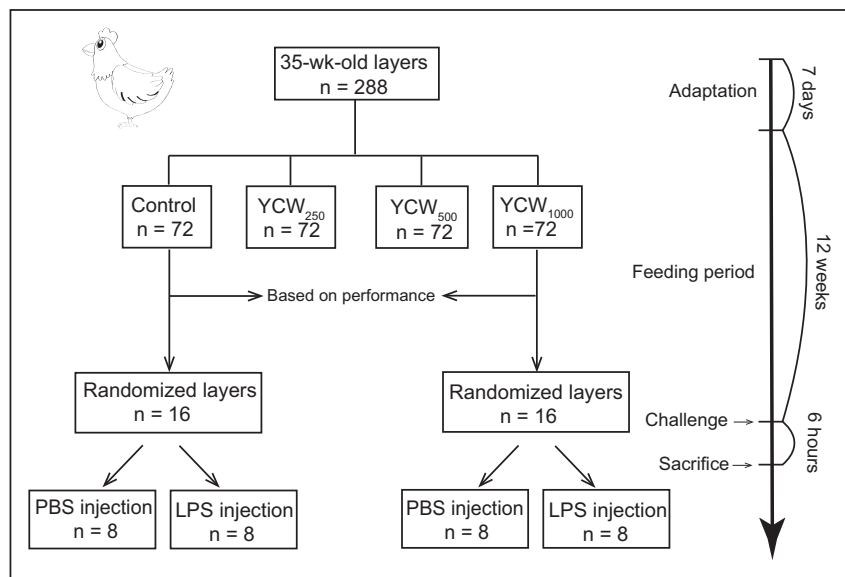 35-wk-old layers
n = 288
Adaptation
7 days
Control
n = 72
YCW250
n = 72
YCW500
n = 72
YCW1000
n =72
Feeding period
12 weeks
Based on performance
Randomized layers
n = 16
Randomized layers
n = 16
Challenge
6 hours
Sacrifice
PBS injection
n = 8
LPS injection
n = 8
PBS injection
n = 8
LPS injection
n = 8